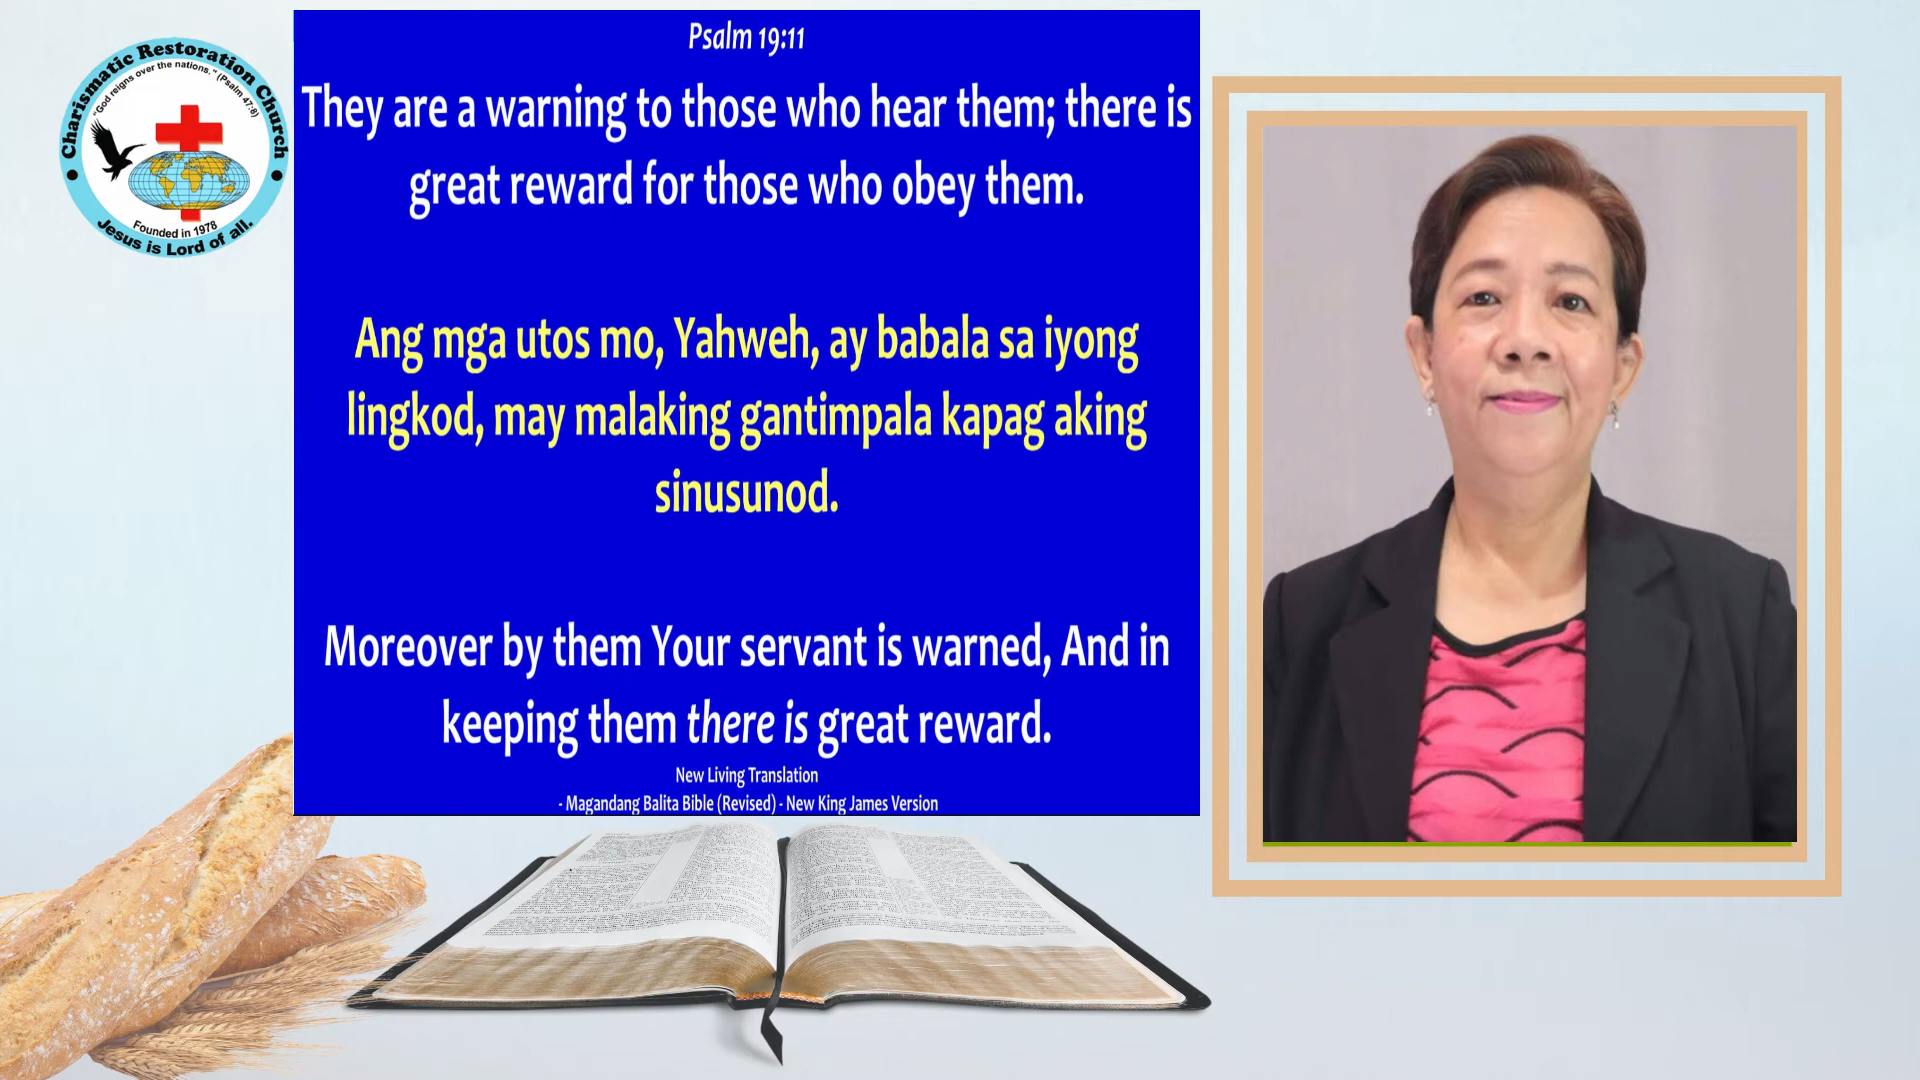 Charismatic Restoration Church
"God reigns over the nations." (Psalm 47:8)
Founded in 1978
Jesus is Lord of all.
Psalm 19:11
They are a warning to those who hear them; there is
great reward for those who obey them.
Ang mga utos mo, Yahweh, ay babala sa iyong
lingkod, may malaking gantimpala kapag aking
sinusunod.
Moreover by them Your servant is warned, And in
keeping them there is great reward.
New Living Translation
- Magandang Balita Bible (Revised) - New King James Version